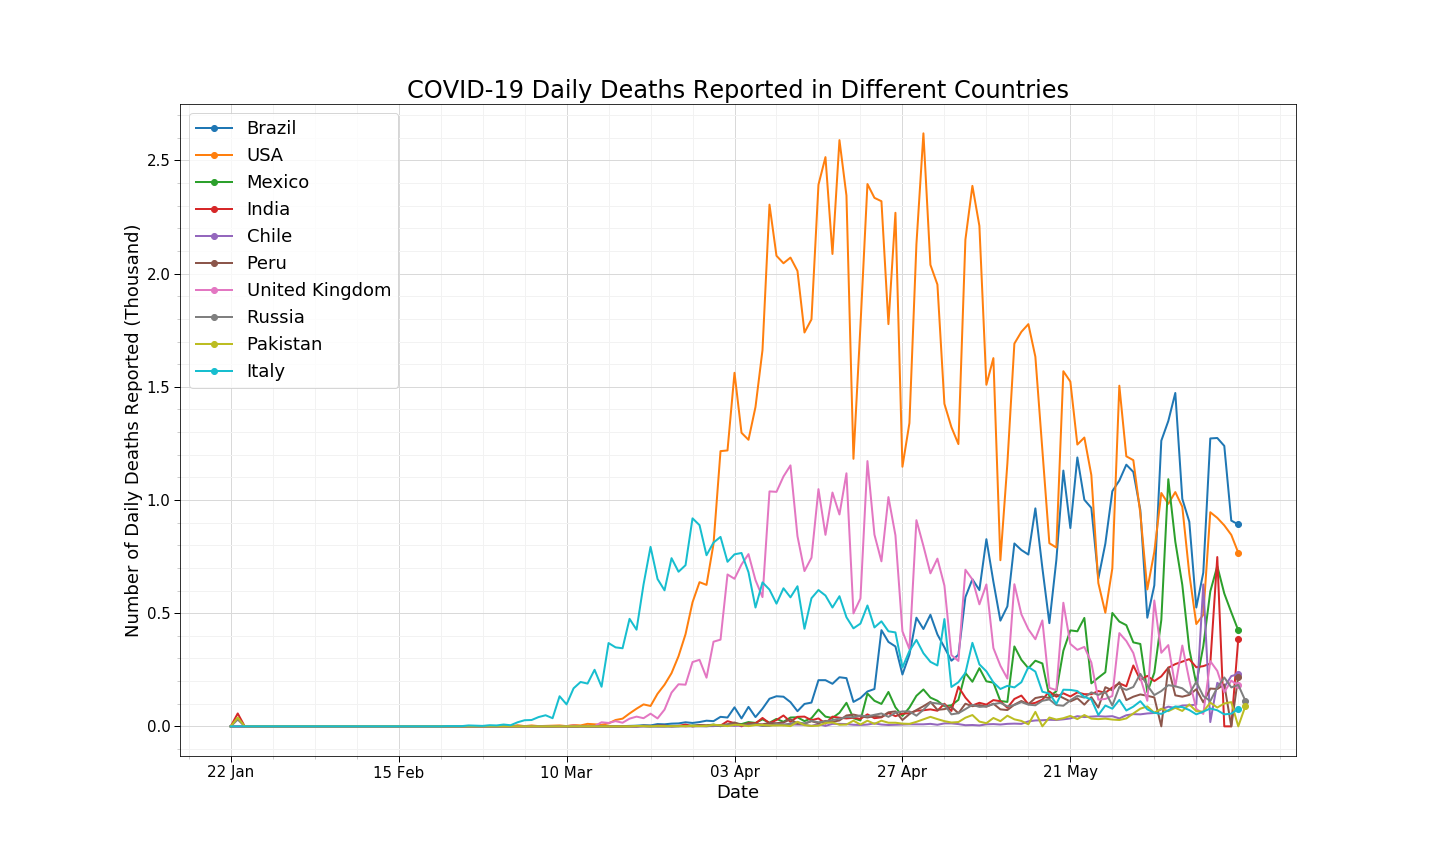 COVID-19 Daily Deaths Reported in Different Countries
Number of Daily Deaths Reported (Thousand)
2.5
2.0
1.5
1.0
0.5
0.0
Brazil
USA
Mexico
India
Chile
Peru
United Kingdom
Russia
Pakistan
Italy
22 Jan
15 Feb
10 Mar
03 Apr
27 Apr
21 May
Date